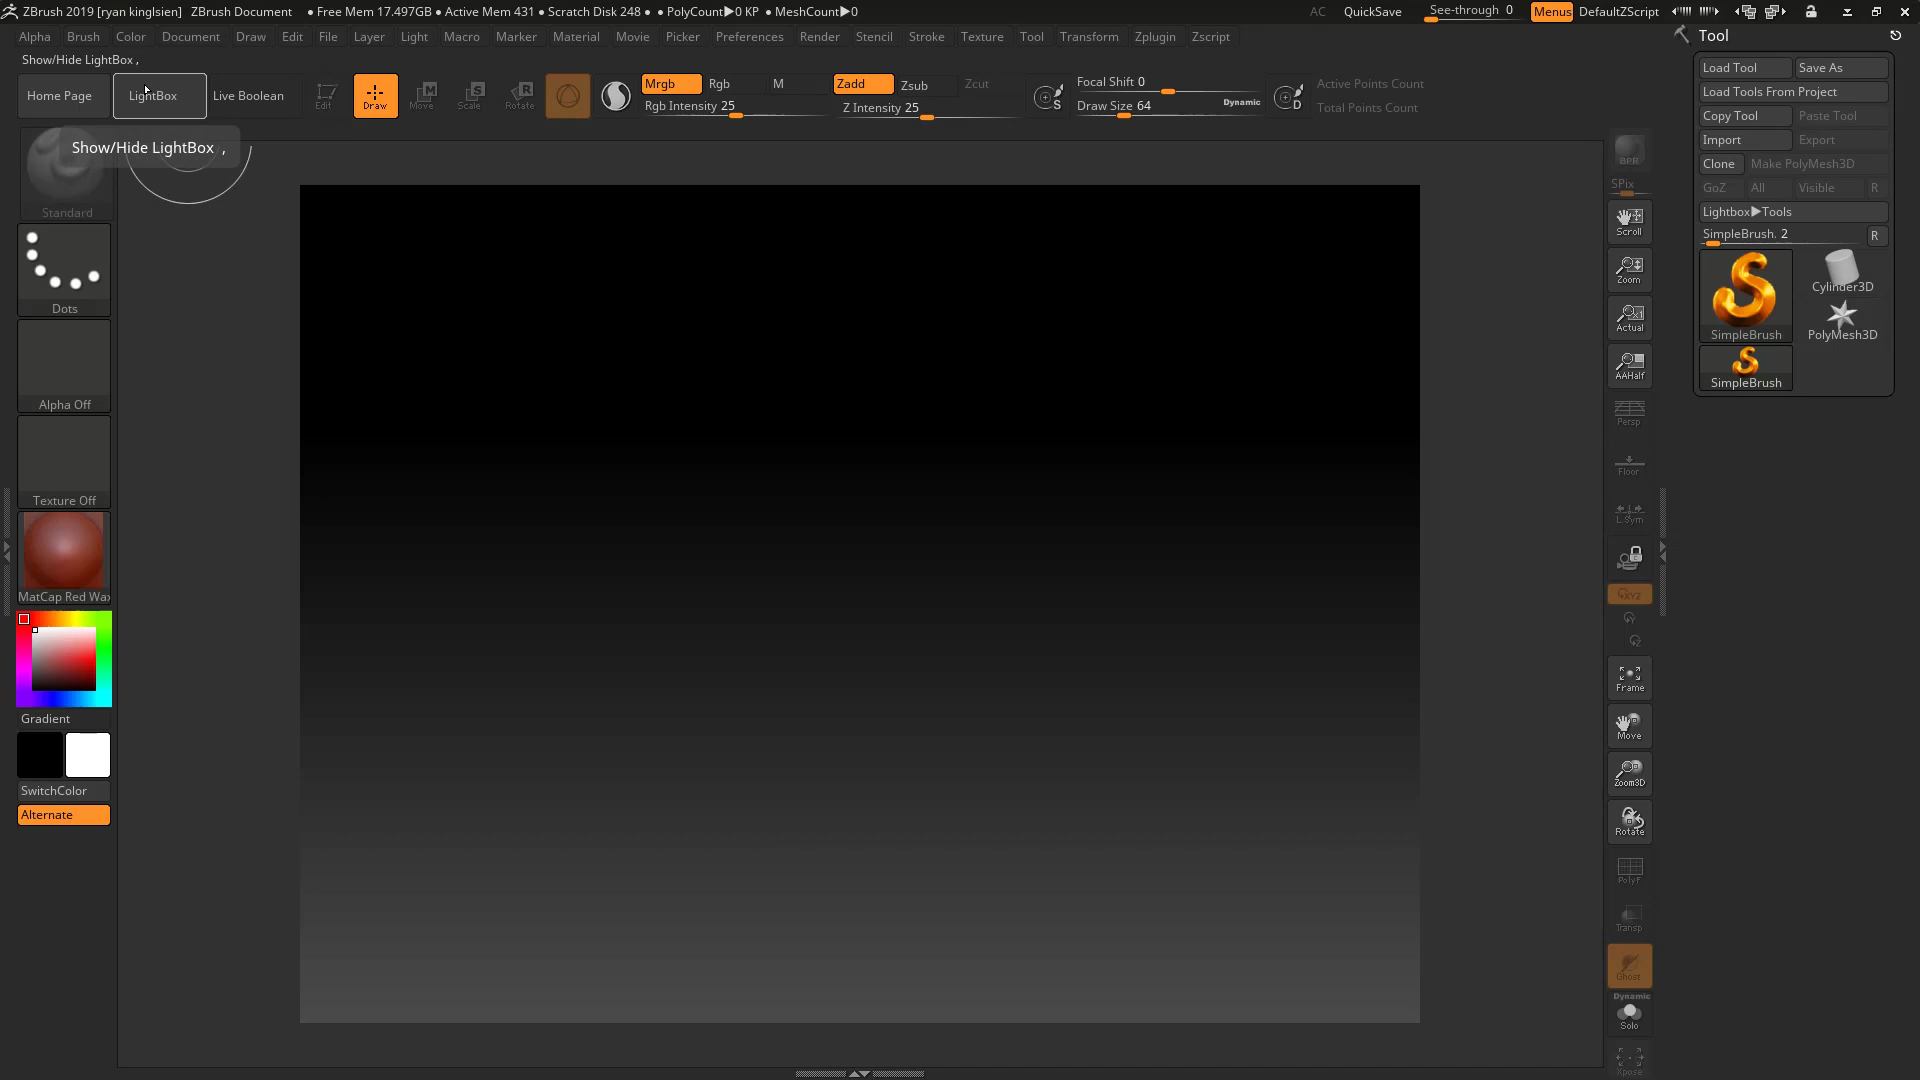 ZBrush 2019 [ryan kinglsien] ZBrush Document • Free Mem 17.497GB • Active Mem 431 • Scratch Disk 248 • • PolyCount▶0 KP • MeshCount▶0 AC QuickSave See-through 0 Menus DefaultZScript
Alpha Brush Color Document Draw Edit File Layer Light Macro Marker Material Movie Picker Preferences Render Stencil Stroke Texture Tool Transform Zplugin Zscript
Tool
Show/Hide LightBox ,
Home Page LightBox Live Boolean Edit Draw Move Scale Rotate
Mrgb Rgb M
Rgb Intensity 25
Zadd Zsub Zcut
Z Intensity 25
S
Focal Shift 0
Draw Size 64 Dynamic
D
Active Points Count
Total Points Count
Show/Hide LightBox ,
Standard
Dots
Alpha Off
Texture Off
MatCap Red Wax
Gradient
SwitchColor
Alternate
BPR
SPix
Scroll
Zoom
Actual
AAHalf
Persp
Floor
L.Sym
XYZ
Y
Z
Frame
Move
Zoom3D
Rotate
PolyF
Transp
Ghost
Dynamic
Solo
Xpose
Load Tool Save As
Load Tools From Project
Copy Tool Paste Tool
Import Export
Clone Make PolyMesh3D
GoZ All Visible R
Lightbox▶Tools
SimpleBrush. 2 R
SimpleBrush Cylinder3D
PolyMesh3D
SimpleBrush